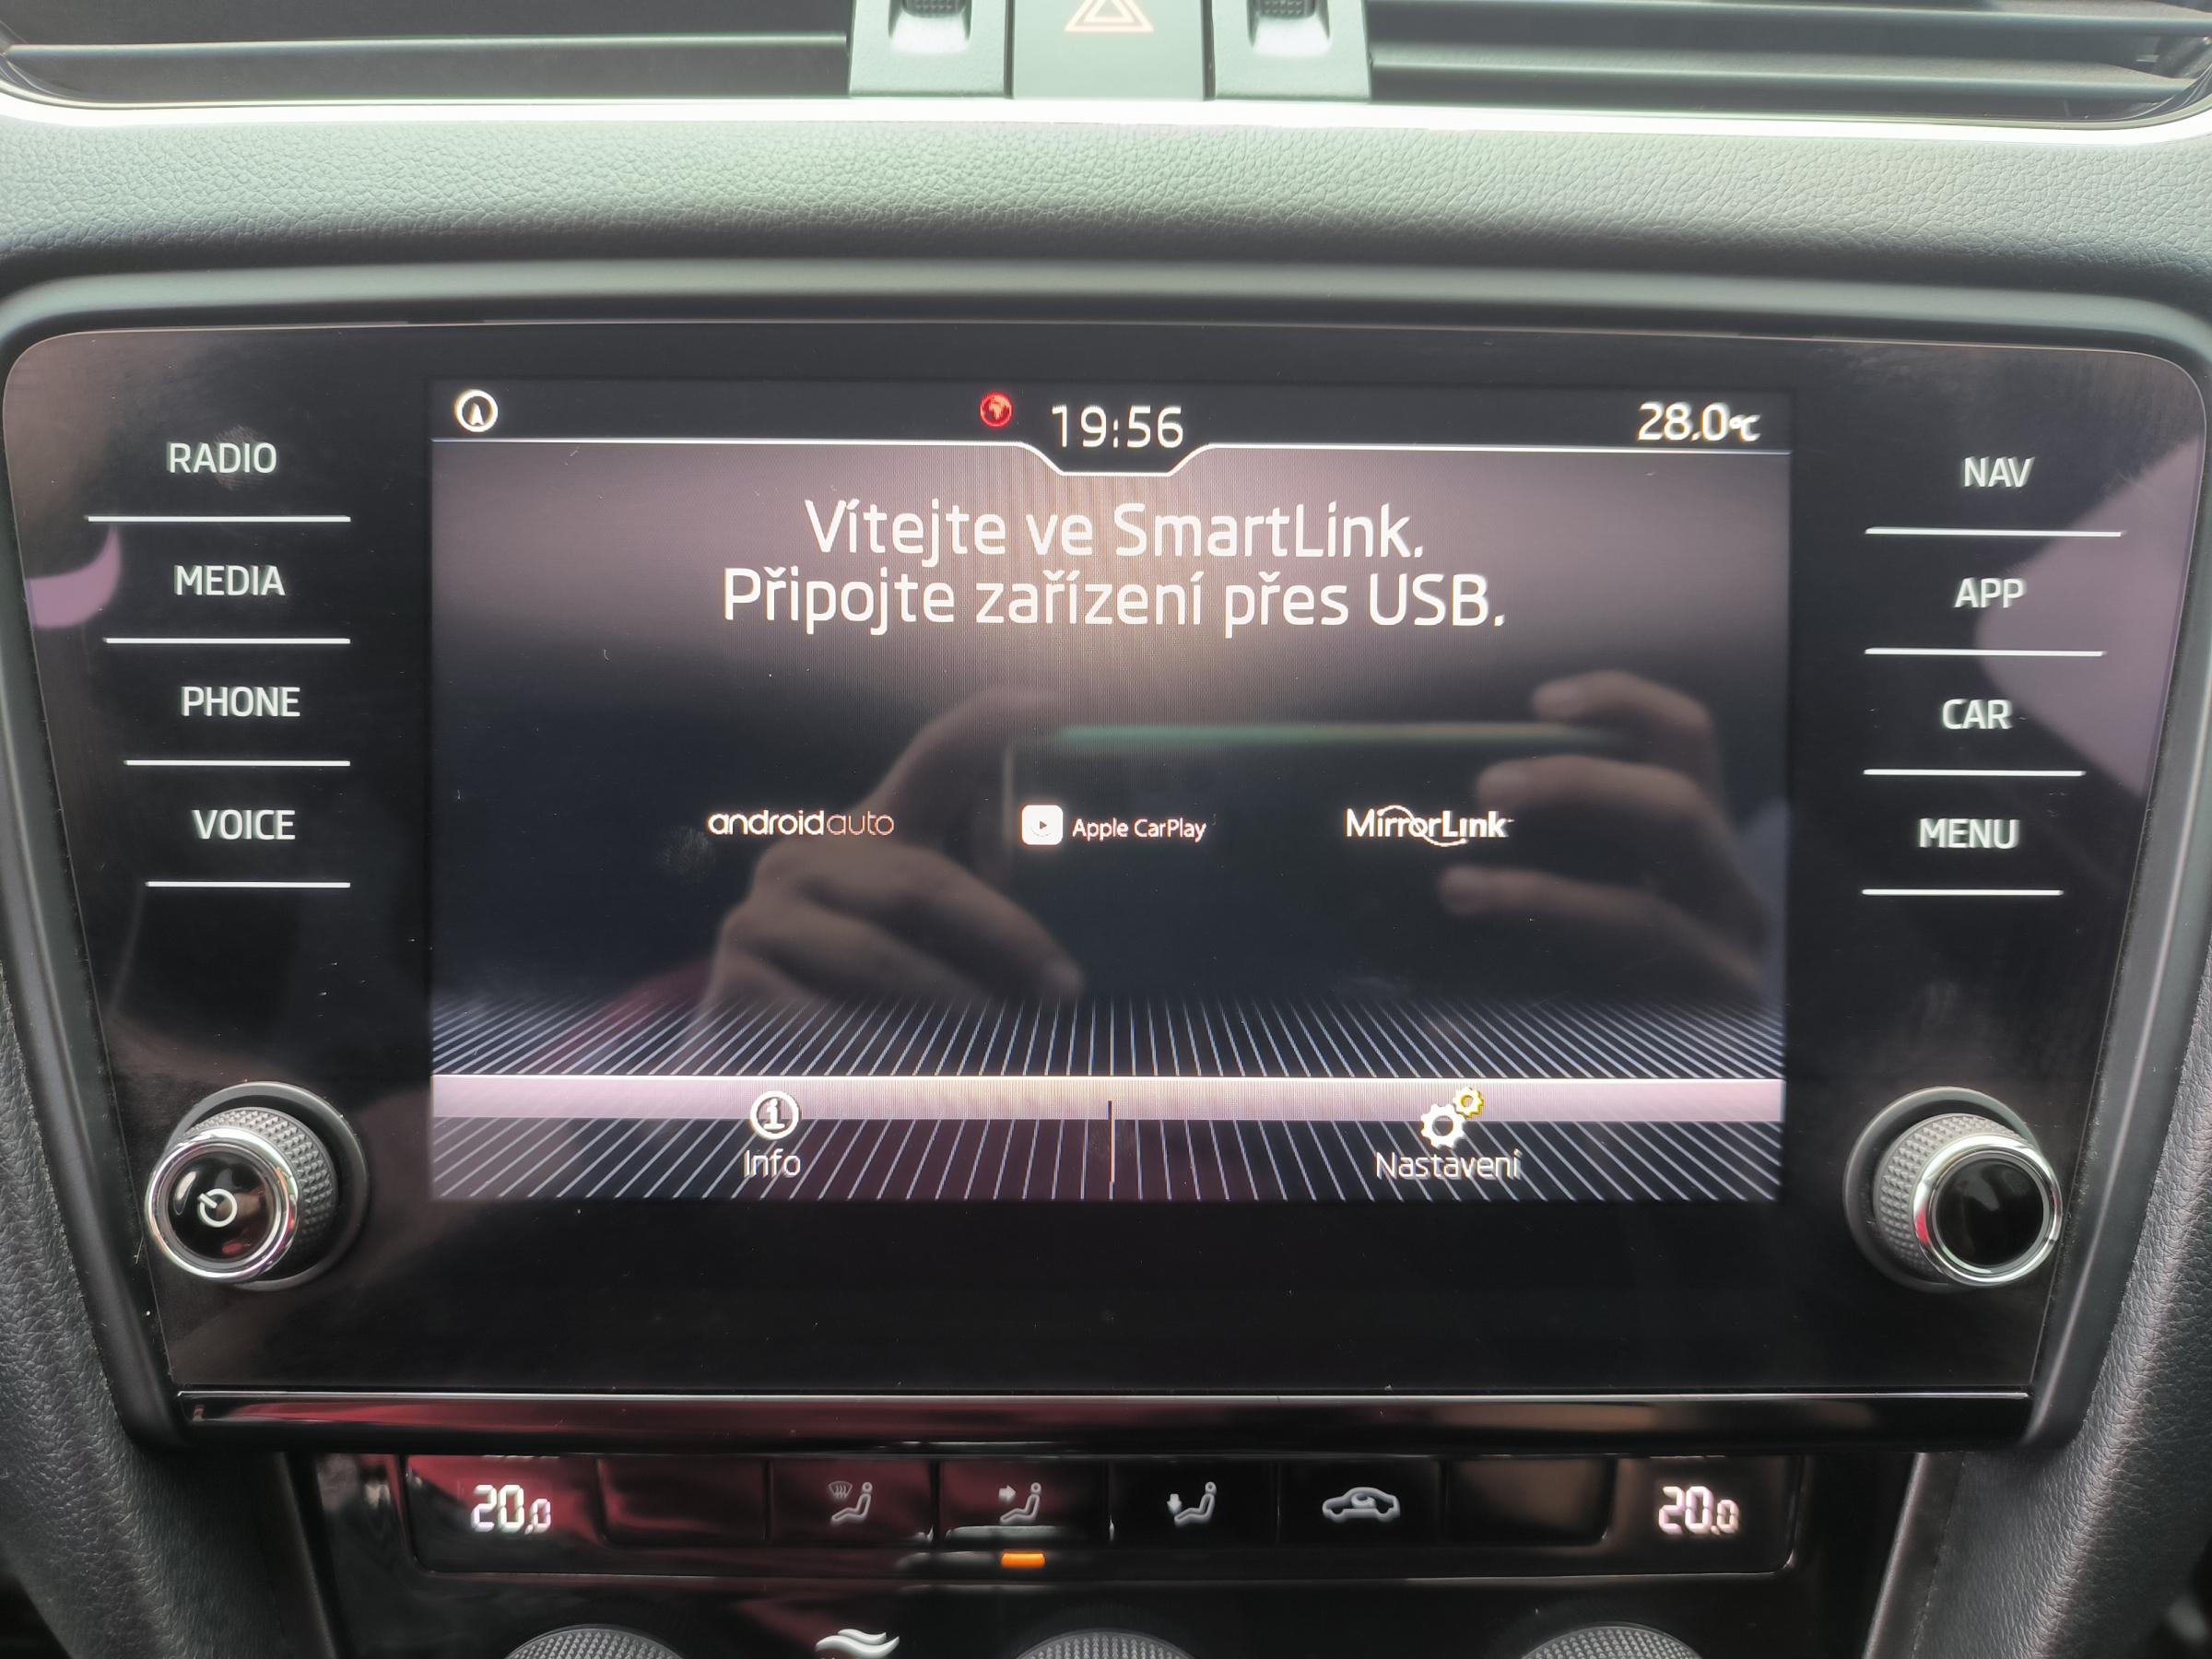 19:56
28.0°C
RADIO
MEDIA
PHONE
VOICE
Vítejte ve SmartLink.
Připojte zařízení přes USB.
androidauto
Apple CarPlay
MirrorLink
Info
Nastavení
NAV
APP
CAR
MENU
20.0
20.0